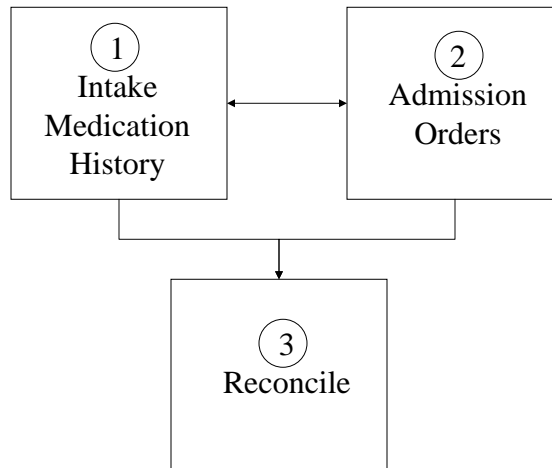 1
Intake
Medication
History
2
Admission
Orders
3
Reconcile